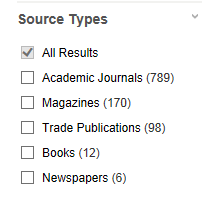 Source Types
All Results
Academic Journals (789)
Magazines (170)
Trade Publications (98)
Books (12)
Newspapers (6)